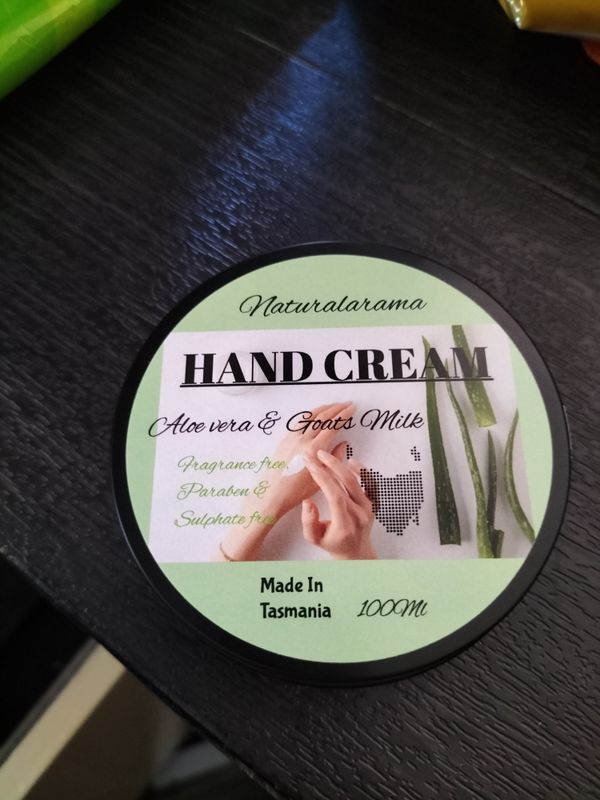 Naturalarama
HAND CREAM
Aloe vera & Goats Milk
Fragrance free,
Paraben &
Sulphate free
Made In
Tasmania 100Ml